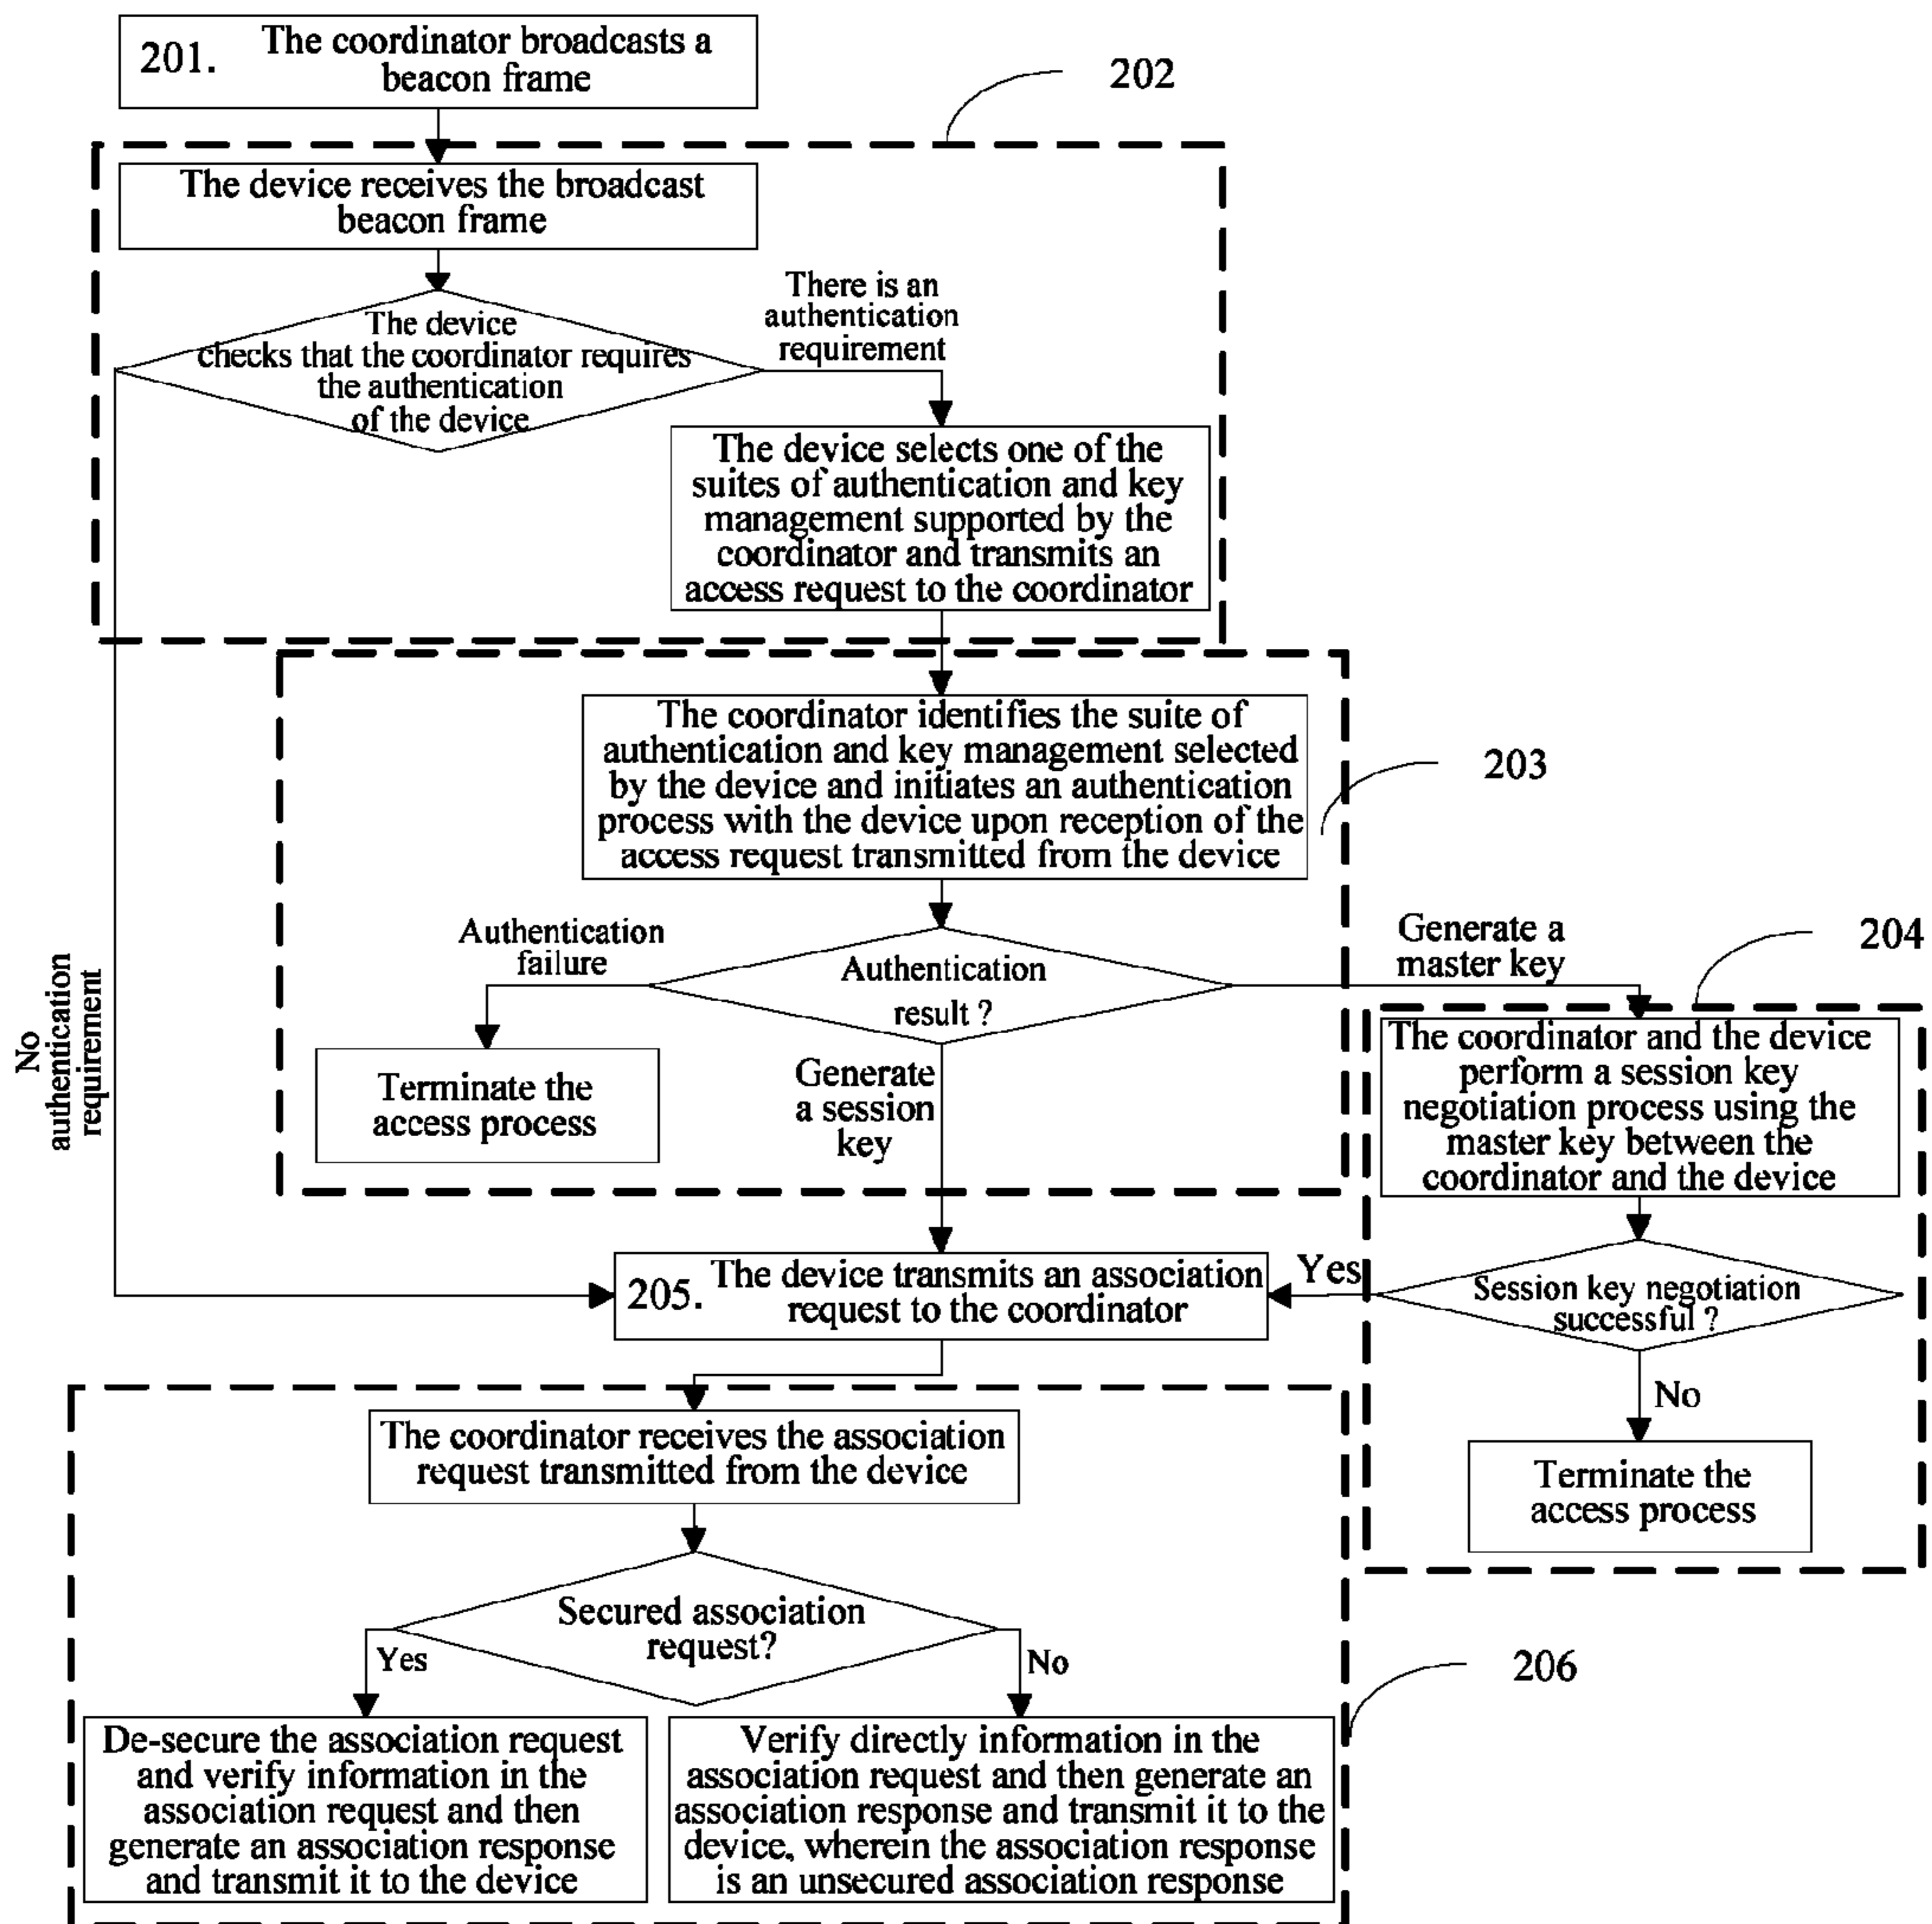 201.
The coordinator broadcasts a
beacon frame
202
The device receives the broadcast
beacon frame
There is an
authentication
requirement
The device
checks that the coordinator requires
the authentication
of the device
The device selects one of the
suites of authentication and key
management supported by the
coordinator and transmits an
access request to the coordinator
The coordinator identifies the suite of
authentication and key management selected
by the device and initiates an authentication
process with the device upon reception of the
access request transmitted from the device
203
Authentication
failure
Authentication
result ?
Generate a
master key
204
No
authentication
requirement
Terminate the
access process
Generate
a session
key
The coordinator and the device
perform a session key
negotiation process using the
master key between the
coordinator and the device
205.
The device transmits an association
request to the coordinator
Yes
Session key negotiation
successful ?
No
Terminate the
access process
The coordinator receives the association
request transmitted from the device
Secured association
request?
Yes
No
206
De-secure the association request
and verify information in the
association request and then
generate an association response
and transmit it to the device
Verify directly information in the
association request and then generate an
association response and transmit it to the
device, wherein the association response
is an unsecured association response